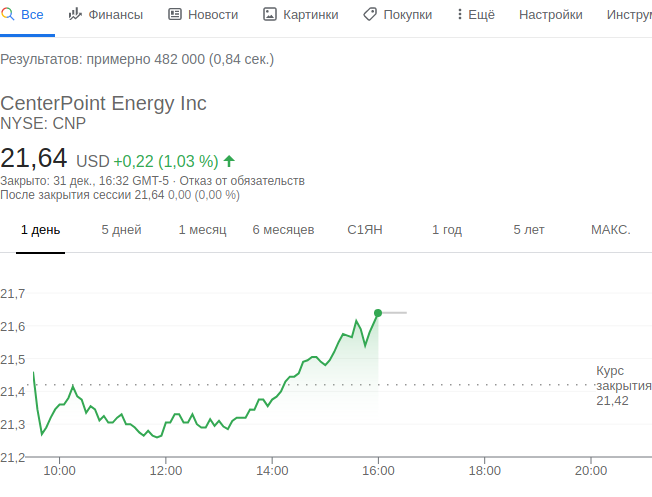 Все Финансы Новости Картинки Покупки Ещё Настройки Инстру
Результатов: примерно 482 000 (0,84 сек.)
CenterPoint Energy Inc
NYSE: CNP
21,64 USD +0,22 (1,03 %)
Закрыто: 31 дек., 16:32 GMT-5 · Отказ от обязательств
После закрытия сессии 21,64 0,00 (0,00 %)
1 день 5 дней 1 месяц 6 месяцев С1ЯН 1 год 5 лет МАКС.
21,7
21,6
21,5
21,4
21,3
21,2
Курс
закрытия
21,42
10:00 12:00 14:00 16:00 18:00 20:00